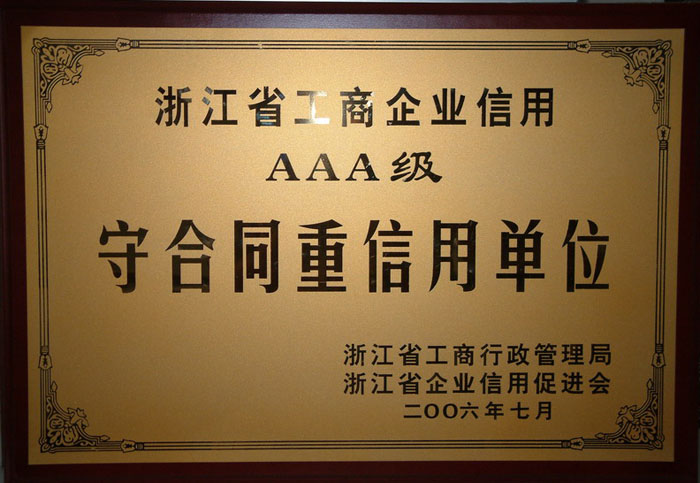 浙江省工商企业信用
AAA级
守合同重信用单位
浙江省工商行政管理局
浙江省企业信用促进会
二OO六年七月